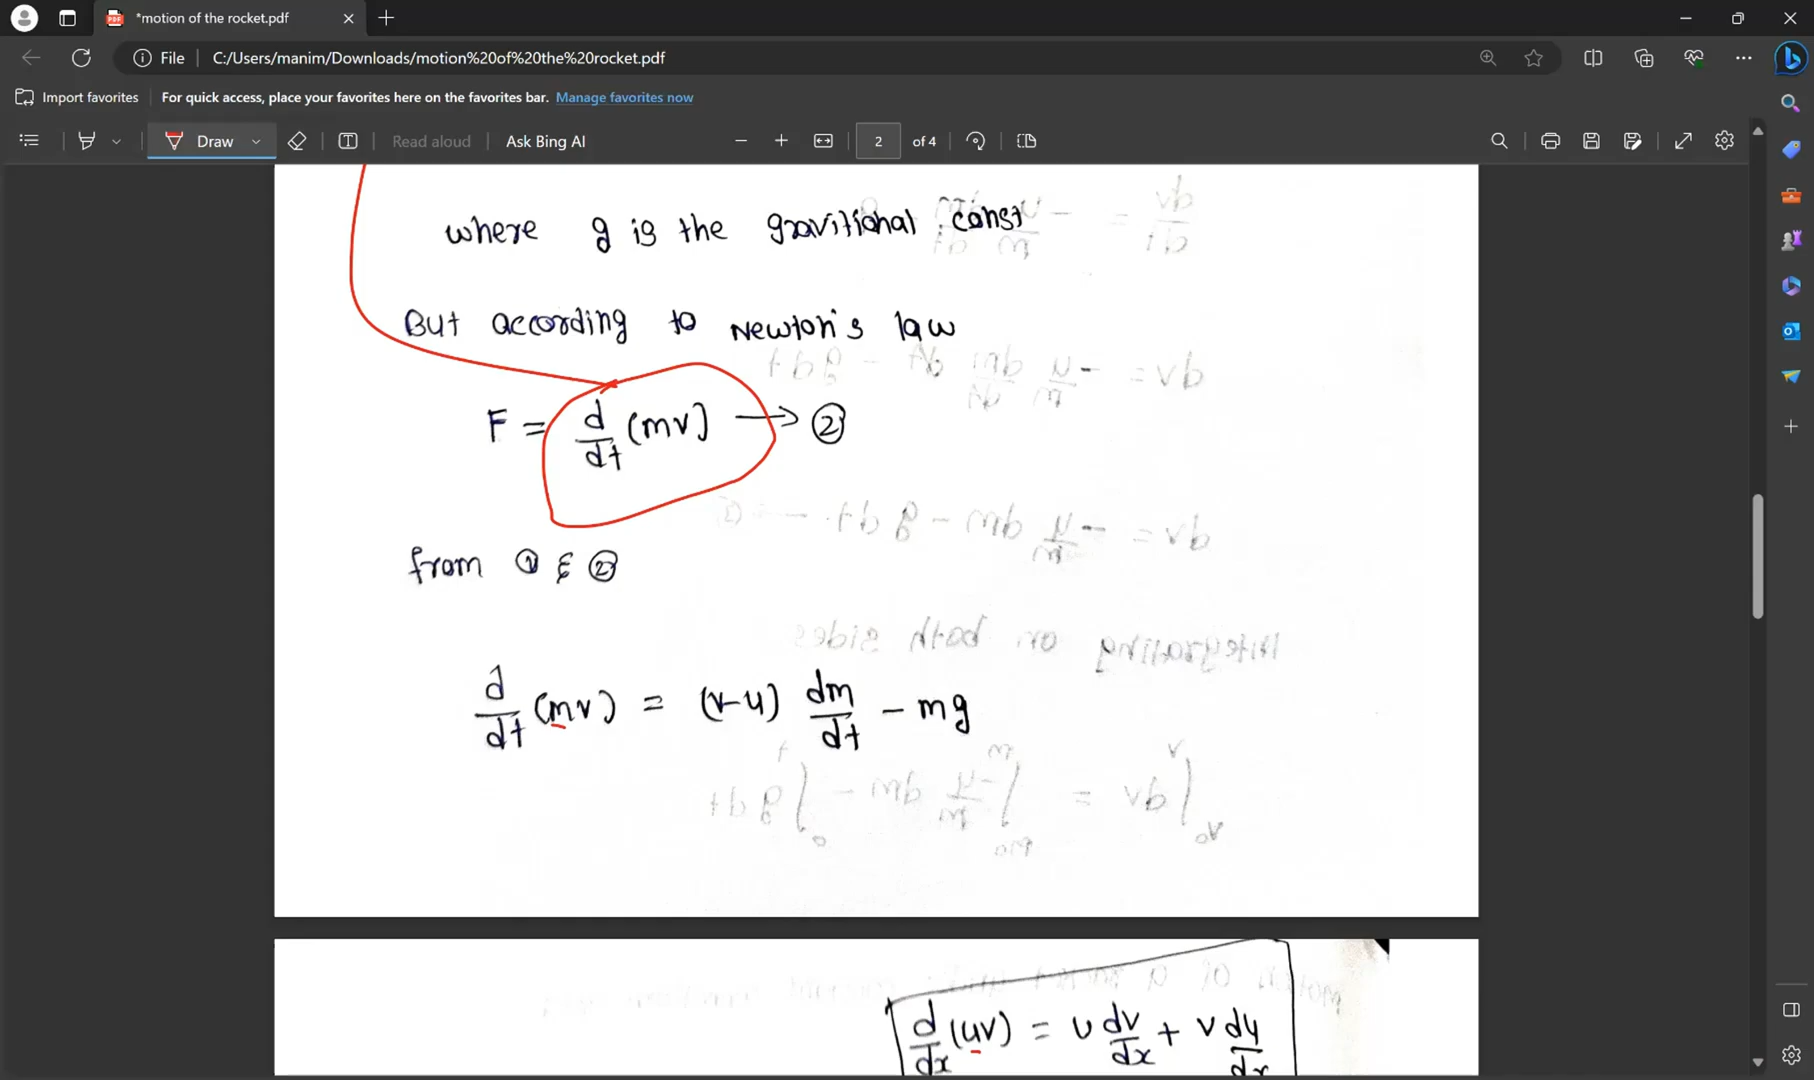 *motion of the rocket.pdf
File C:/Users/manim/Downloads/motion%20of%20the%20rocket.pdf
Import favorites For quick access, place your favorites here on the favorites bar. Manage favorites now
Draw Read aloud Ask Bing AI 2 of 4
where g is the gravitional const
But according to Newton's law
F = d/dt (mv) → ②
from ① & ②
d/dt (mv) = (v-u) dm/dt - mg
d/dx (uv) = u dv/dx + v du/dx